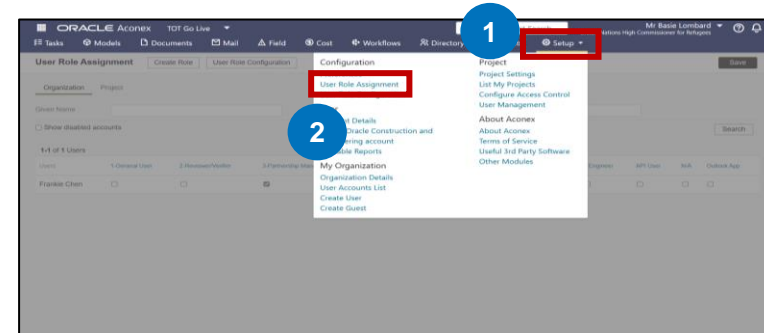 ORACLE Aconex TOT Go Live
Mr Basie Lombard
Nations High Commissioner for Refugees
Tasks Models Documents Mail Field Cost Workflows Directory Setup
1
User Role Assignment Create Role User Role Configuration Save
Organization Project
Given Name
Show disabled accounts Search
1-1 of 1 Users
Users 1-General User 2-Reviewer/Verifier 3-Partnership Engineer API User Outlook App
Frankie Chen
Configuration
User Role Assignment
2
Details
Oracle Construction and
account
Reports
My Organization
Organization Details
User Accounts List
Create User
Create Guest
Project
Project Settings
List My Projects
Configure Access Control
User Management
About Aconex
About Aconex
Terms of Service
Useful 3rd Party Software
Other Modules